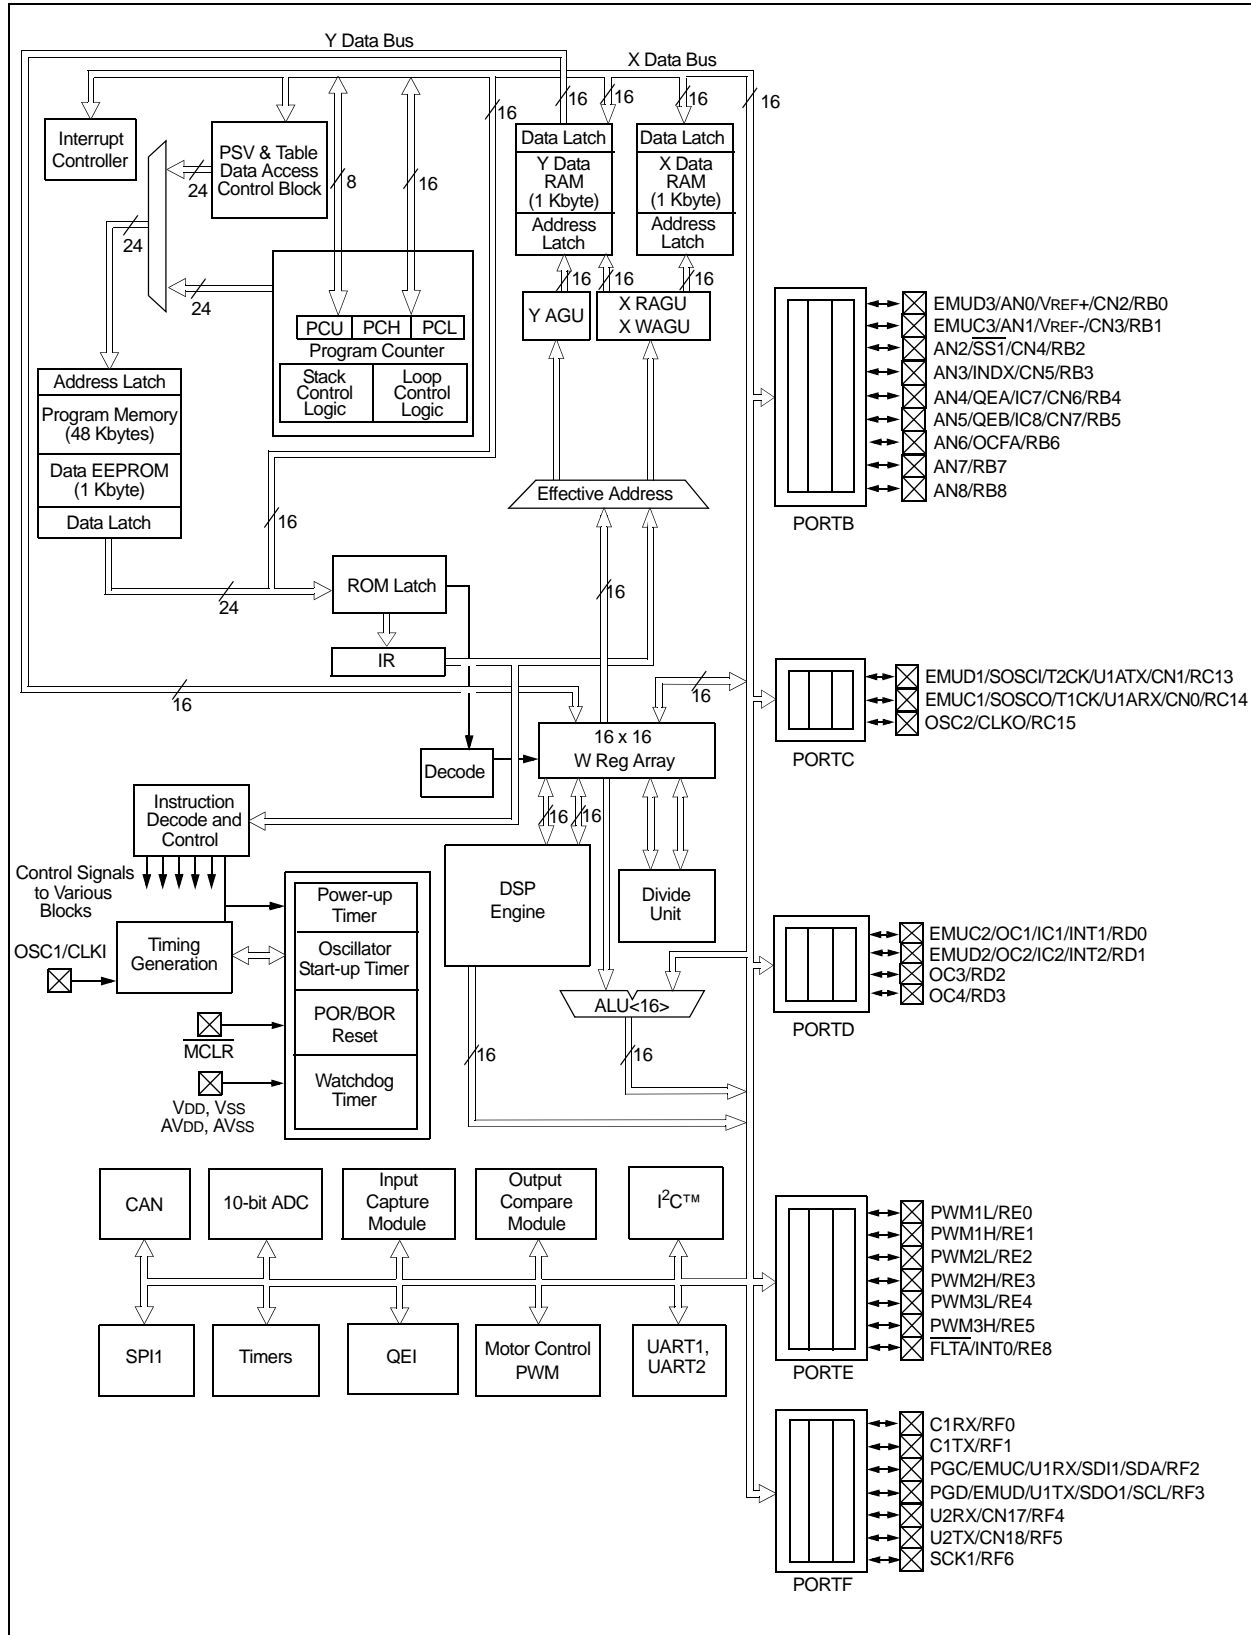 Y Data Bus
X Data Bus
16
16
16
16
16
Interrupt
Controller
PSV & Table
Data Access
Control Block
24
8
16
24
24
Data Latch
Y Data
RAM
(1 Kbyte)
Address
Latch
Data Latch
X Data
RAM
(1 Kbyte)
Address
Latch
16
16
16
Y AGU
X RAGU
X WAGU
PCU
PCH
PCL
Program Counter
Stack
Control
Logic
Loop
Control
Logic
Address Latch
Program Memory
(48 Kbytes)
Data EEPROM
(1 Kbyte)
Data Latch
16
24
Effective Address
ROM Latch
16
IR
16
16
16 x 16
W Reg Array
Decode
Instruction
Decode and
Control
16
16
Control Signals
to Various
Blocks
DSP
Engine
Divide
Unit
Power-up
Timer
Oscillator
Start-up Timer
POR/BOR
Reset
Watchdog
Timer
OSC1/CLKI
Timing
Generation
MCLR
VDD, VSS
AVDD, AVSS
ALU<16>
16
16
CAN
10-bit ADC
Input
Capture
Module
Output
Compare
Module
I2C™
SPI1
Timers
QEI
Motor Control
PWM
UART1,
UART2
EMUD3/AN0/VREF+/CN2/RB0
EMUC3/AN1/VREF-/CN3/RB1
AN2/SS1/CN4/RB2
AN3/INDX/CN5/RB3
AN4/QEA/IC7/CN6/RB4
AN5/QEB/IC8/CN7/RB5
AN6/OCFA/RB6
AN7/RB7
AN8/RB8
PORTB
EMUD1/SOSCI/T2CK/U1ATX/CN1/RC13
EMUC1/SOSCO/T1CK/U1ARX/CN0/RC14
OSC2/CLKO/RC15
PORTC
EMUC2/OC1/IC1/INT1/RD0
EMUD2/OC2/IC2/INT2/RD1
OC3/RD2
OC4/RD3
PORTD
PWM1L/RE0
PWM1H/RE1
PWM2L/RE2
PWM2H/RE3
PWM3L/RE4
PWM3H/RE5
FLTA/INT0/RE8
PORTE
C1RX/RF0
C1TX/RF1
PGC/EMUC/U1RX/SDI1/SDA/RF2
PGD/EMUD/U1TX/SDO1/SCL/RF3
U2RX/CN17/RF4
U2TX/CN18/RF5
SCK1/RF6
PORTF